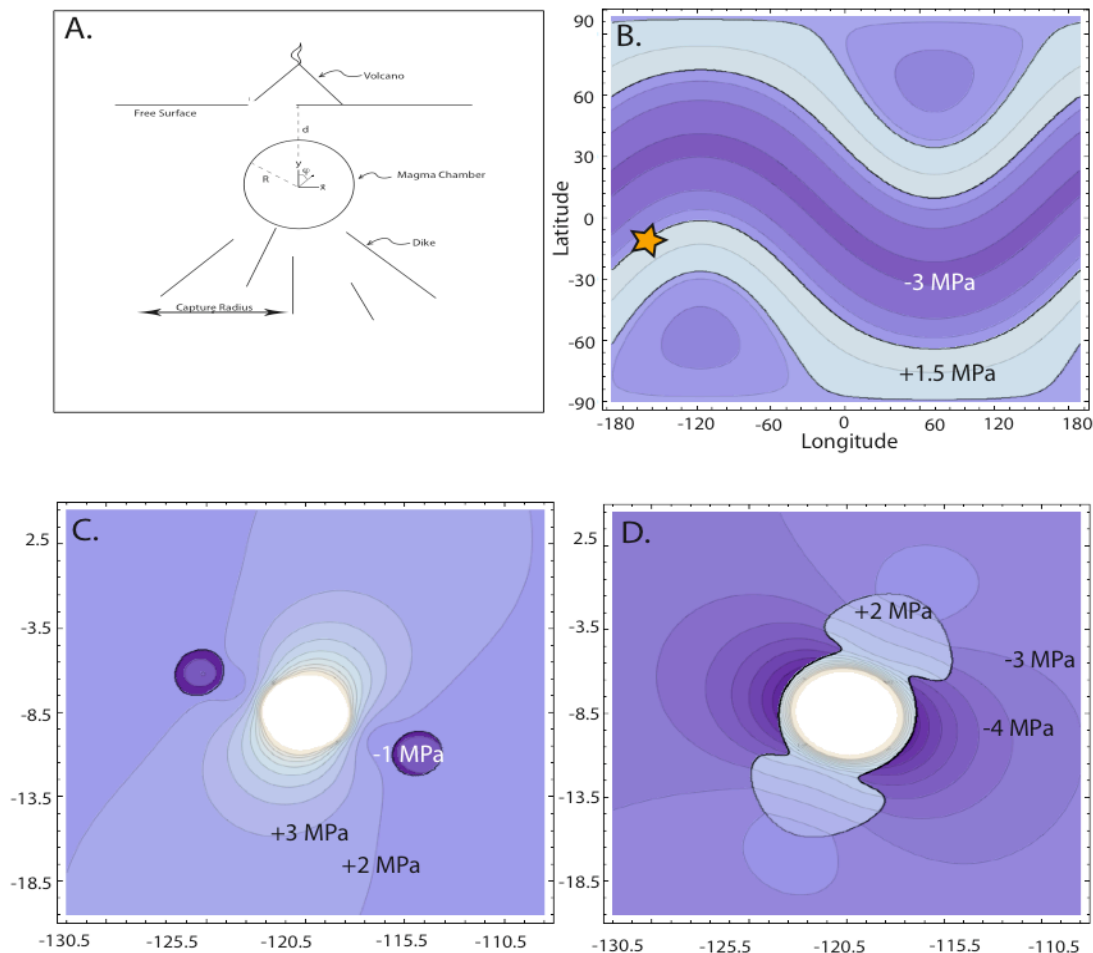 A.
Volcano
Free Surface
d
y
φ
R
x
Magma Chamber
Dike
Capture Radius
B.
90
60
30
0
-30
-60
-90
Latitude
-3 MPa
+1.5 MPa
-180 -120 -60 0 60 120 180
Longitude
C.
2.5
-3.5
-8.5
-13.5
-18.5
-1 MPa
+3 MPa
+2 MPa
-130.5 -125.5 -120.5 -115.5 -110.5
D.
2.5
-3.5
-8.5
-13.5
-18.5
+2 MPa
-3 MPa
-4 MPa
-130.5 -125.5 -120.5 -115.5 -110.5